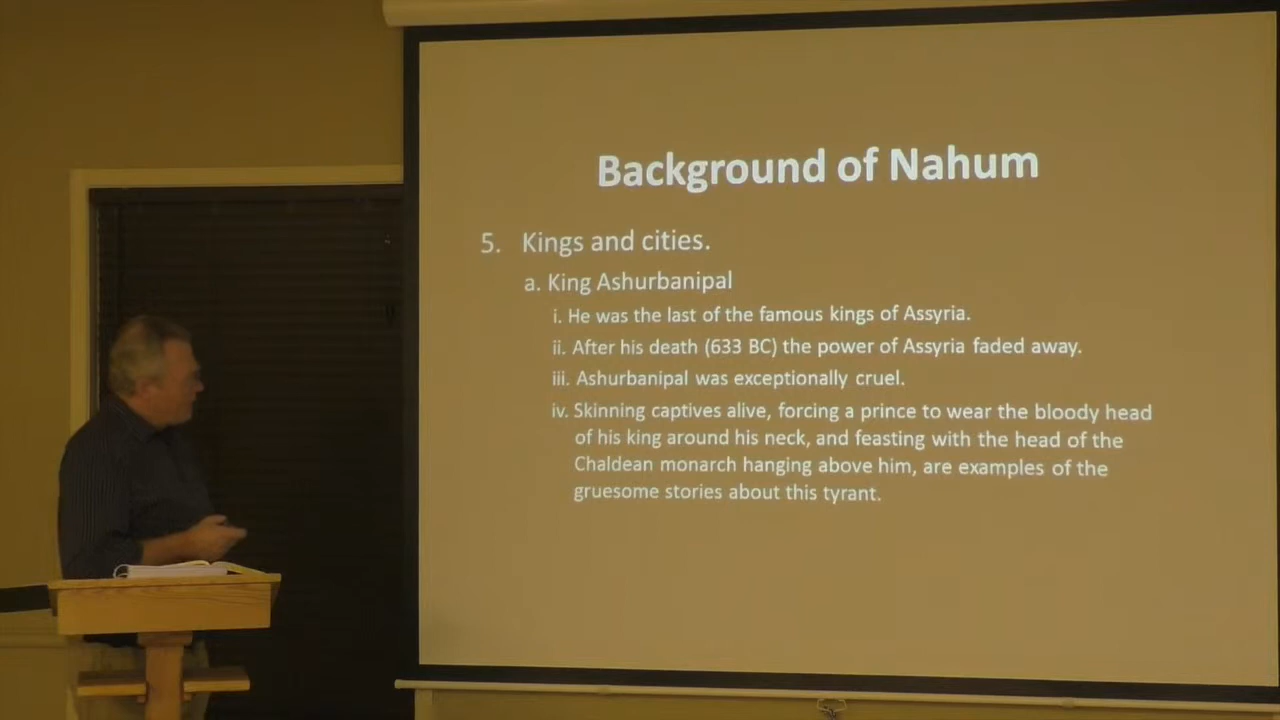 Background of Nahum
5. Kings and cities.
a. King Ashurbanipal
i. He was the last of the famous kings of Assyria.
ii. After his death (633 BC) the power of Assyria faded away.
iii. Ashurbanipal was exceptionally cruel.
iv. Skinning captives alive, forcing a prince to wear the bloody head
of his king around his neck, and feasting with the head of the
Chaldean monarch hanging above him, are examples of the
gruesome stories about this tyrant.